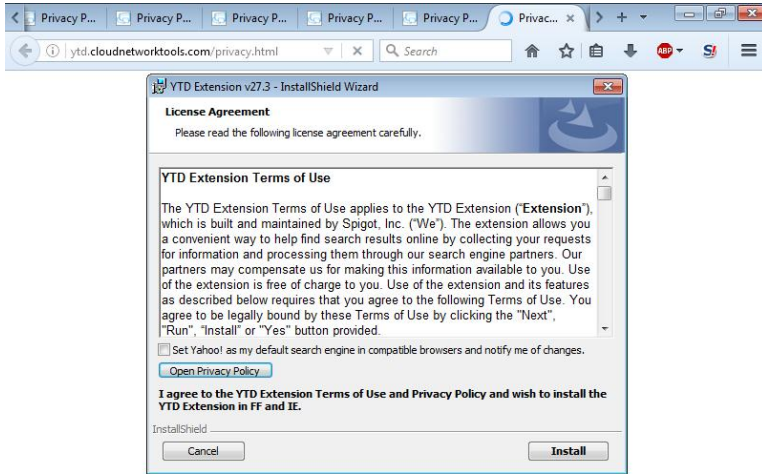 Privacy P...
Privacy P...
Privacy P...
Privacy P...
Privacy P...
Privac...
ytd.cloudnetworktools.com/privacy.html
Search
ABP
S!
YTD Extension v27.3 - InstallShield Wizard
License Agreement
Please read the following license agreement carefully.
YTD Extension Terms of Use
The YTD Extension Terms of Use applies to the YTD Extension (“Extension”),
which is built and maintained by Spigot, Inc. (“We”). The extension allows you
a convenient way to help find search results online by collecting your requests
for information and processing them through our search engine partners. Our
partners may compensate us for making this information available to you. Use
of the extension is free of charge to you. Use of the extension and its features
as described below requires that you agree to the following Terms of Use. You
agree to be legally bound by these Terms of Use by clicking the "Next",
"Run", “Install” or "Yes" button provided.
Set Yahoo! as my default search engine in compatible browsers and notify me of changes.
Open Privacy Policy
I agree to the YTD Extension Terms of Use and Privacy Policy and wish to install the
YTD Extension in FF and IE.
InstallShield
Cancel
Install